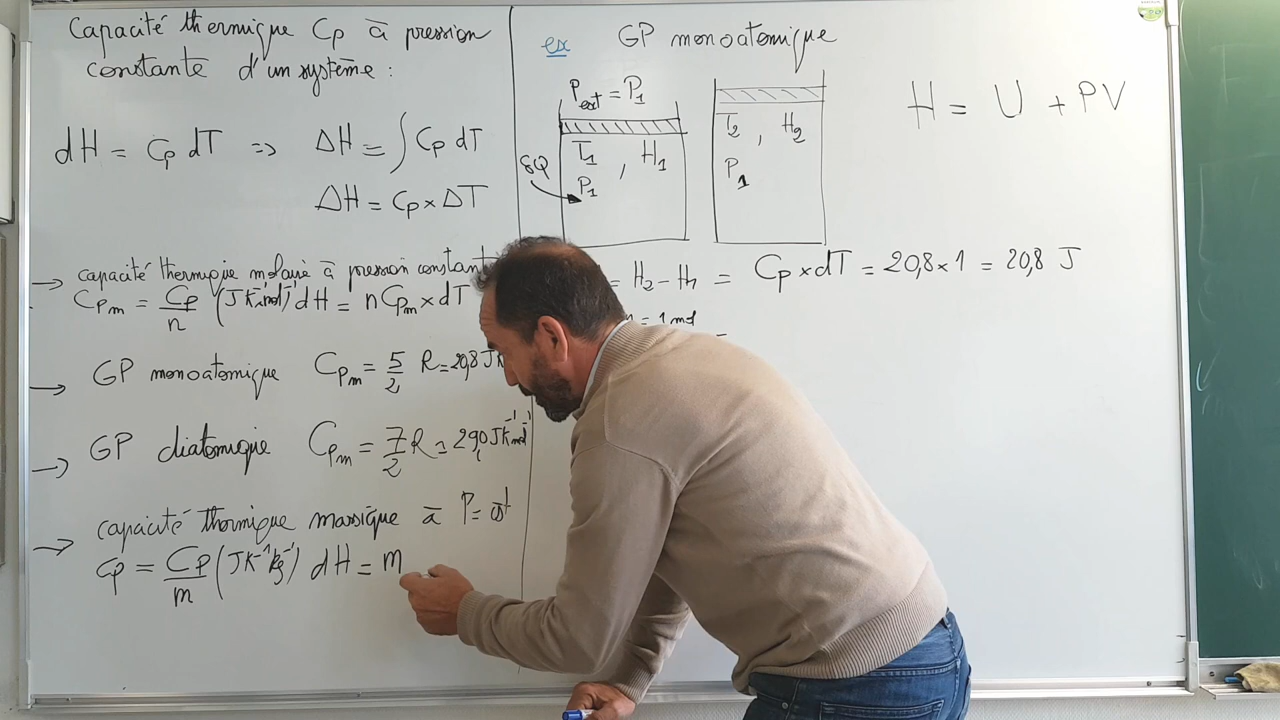 Capacité thermique Cp à pression
constante d'un système :
dH = Cp dT => ΔH = ∫ Cp dT
ΔH = Cp × ΔT
→ capacité thermique molaire à pression constant
Cpm = Cp/n (J K⁻¹ mol⁻¹) dH = n Cpm × dT
→ GP monoatomique Cpm = 5/2 R = 20,8 J K
→ GP diatomique Cpm = 7/2 R = 29,0 J K⁻¹ mol⁻¹
→ capacité thermique massique à P = cst
cp = Cp/m (J K⁻¹ kg⁻¹) dH = m
ex GP monoatomique
Pext = P1
T1 , H1
P1
δQ
T2 , H2
P1
H = U + PV
= H2 - H1 = Cp × dT = 20,8 × 1 = 20,8 J
= 1 mol
=